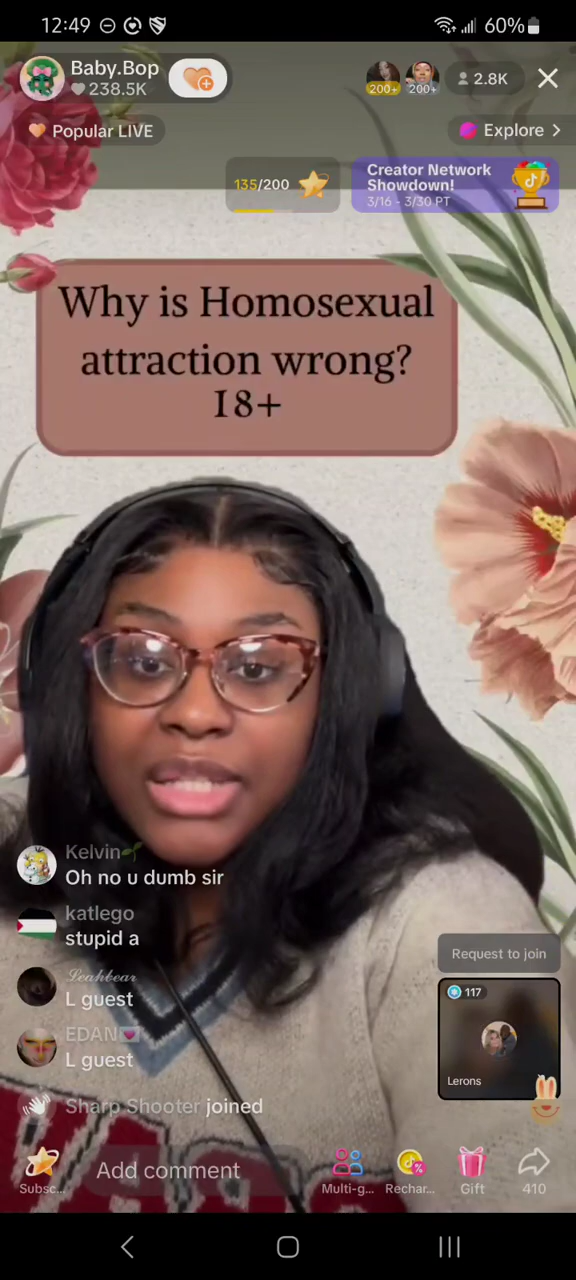 12:49
60%
Baby.Bop
238.5K
200+
200+
2.8K
Popular LIVE
Explore >
135/200
Creator Network
Showdown!
3/16 - 3/30 PT
Why is Homosexual
attraction wrong?
18+
Kelvin
Oh no u dumb sir
katlego
stupid a
Leahbear
L guest
EDAN
L guest
Sharp Shooter joined
Request to join
117
Lerons
Add comment
Subsc...
Multi-g...
Rechar...
Gift
410